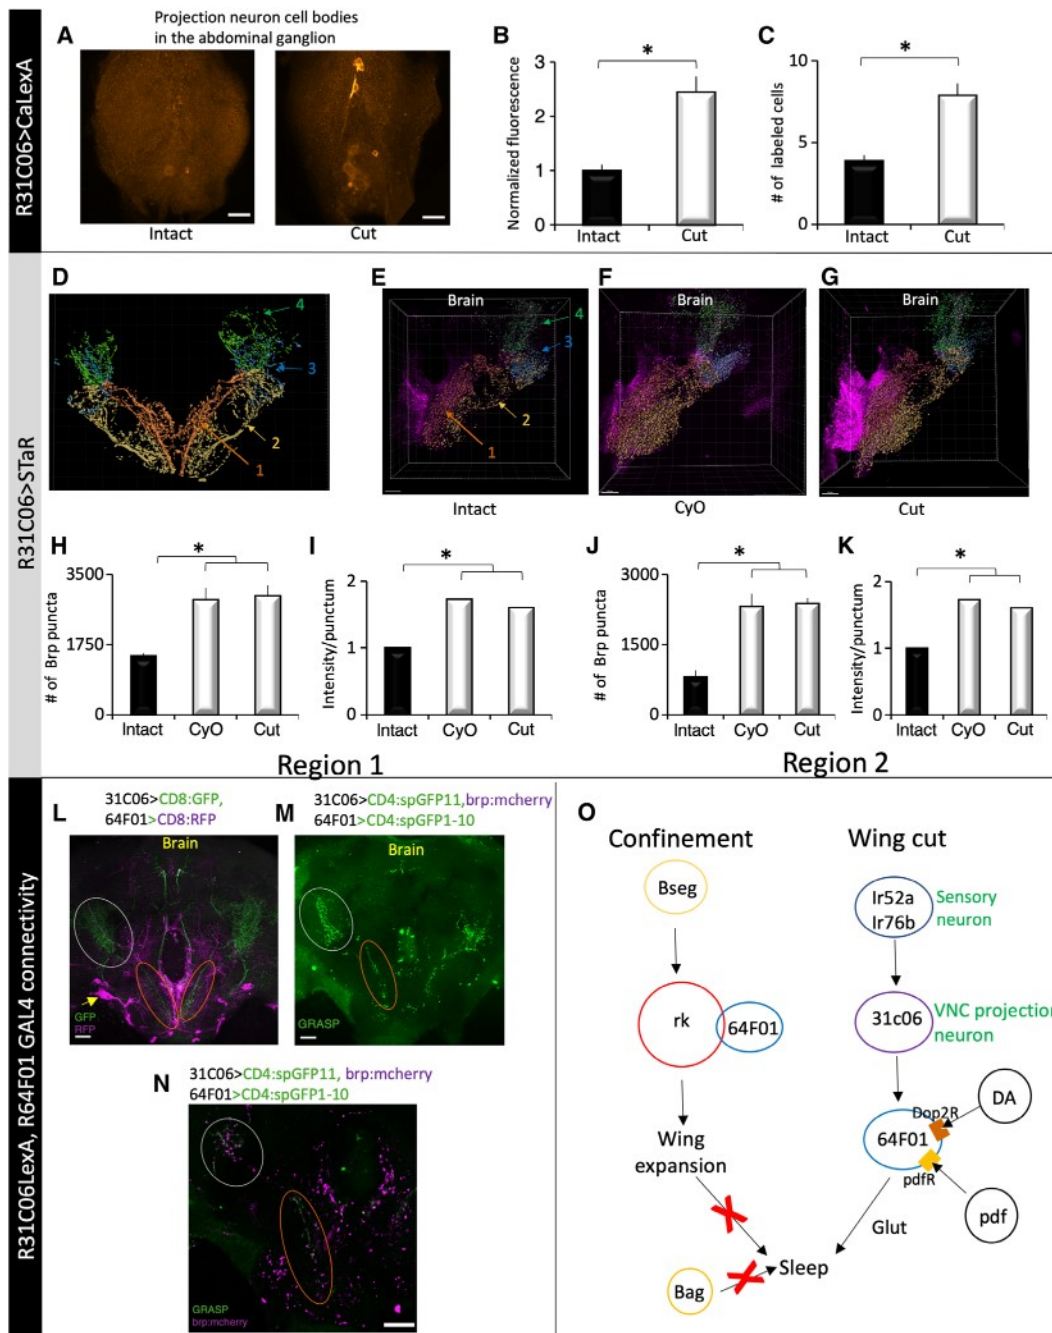 R31C06>CaLexA
A
Projection neuron cell bodies
in the abdominal ganglion
Intact
Cut
B
*
Normalized fluorescence
3
2
1
0
Intact
Cut
C
*
# of labeled cells
10
5
0
Intact
Cut
R31C06>STaR
D
4
3
2
1
E
Brain
4
3
2
1
Intact
F
Brain
CyO
G
Brain
Cut
H
*
# of Brp puncta
3500
1750
0
Intact
CyO
Cut
I
*
Intensity/punctum
2
1
0
Intact
CyO
Cut
Region 1
J
*
# of Brp puncta
3000
1500
0
Intact
CyO
Cut
K
*
Intensity/punctum
2
1
0
Intact
CyO
Cut
Region 2
R31C06LexA, R64F01 GAL4 connectivity
L
31C06>CD8:GFP,
64F01>CD8:RFP
Brain
GFP
RFP
M
31C06>CD4:spGFP11,brp:mcherry
64F01>CD4:spGFP1-10
Brain
GRASP
N
31C06>CD4:spGFP11, brp:mcherry
64F01>CD4:spGFP1-10
GRASP
brp:mcherry
O
Confinement
Bseg
rk
64F01
Wing
expansion
Bag
Sleep
Wing cut
Ir52a
Ir76b
Sensory
neuron
31c06
VNC projection
neuron
Dop2R
DA
64F01
pdfR
pdf
Glut